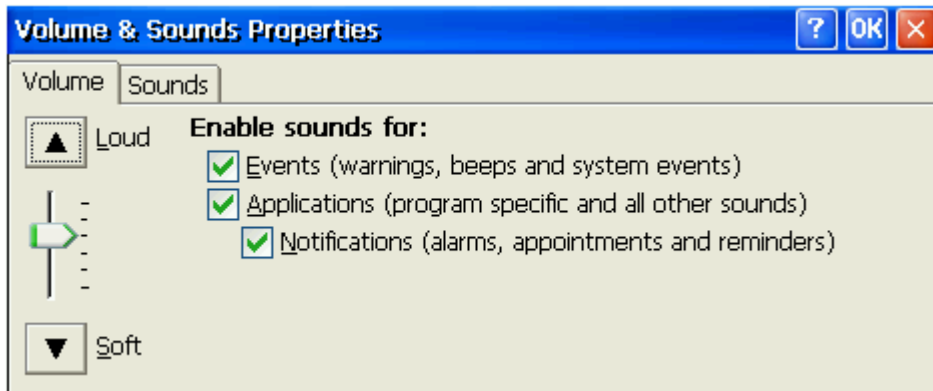 Volume & Sounds Properties ? OK ×
Volume Sounds
Loud Enable sounds for:
Events (warnings, beeps and system events)
Applications (program specific and all other sounds)
Notifications (alarms, appointments and reminders)
Soft